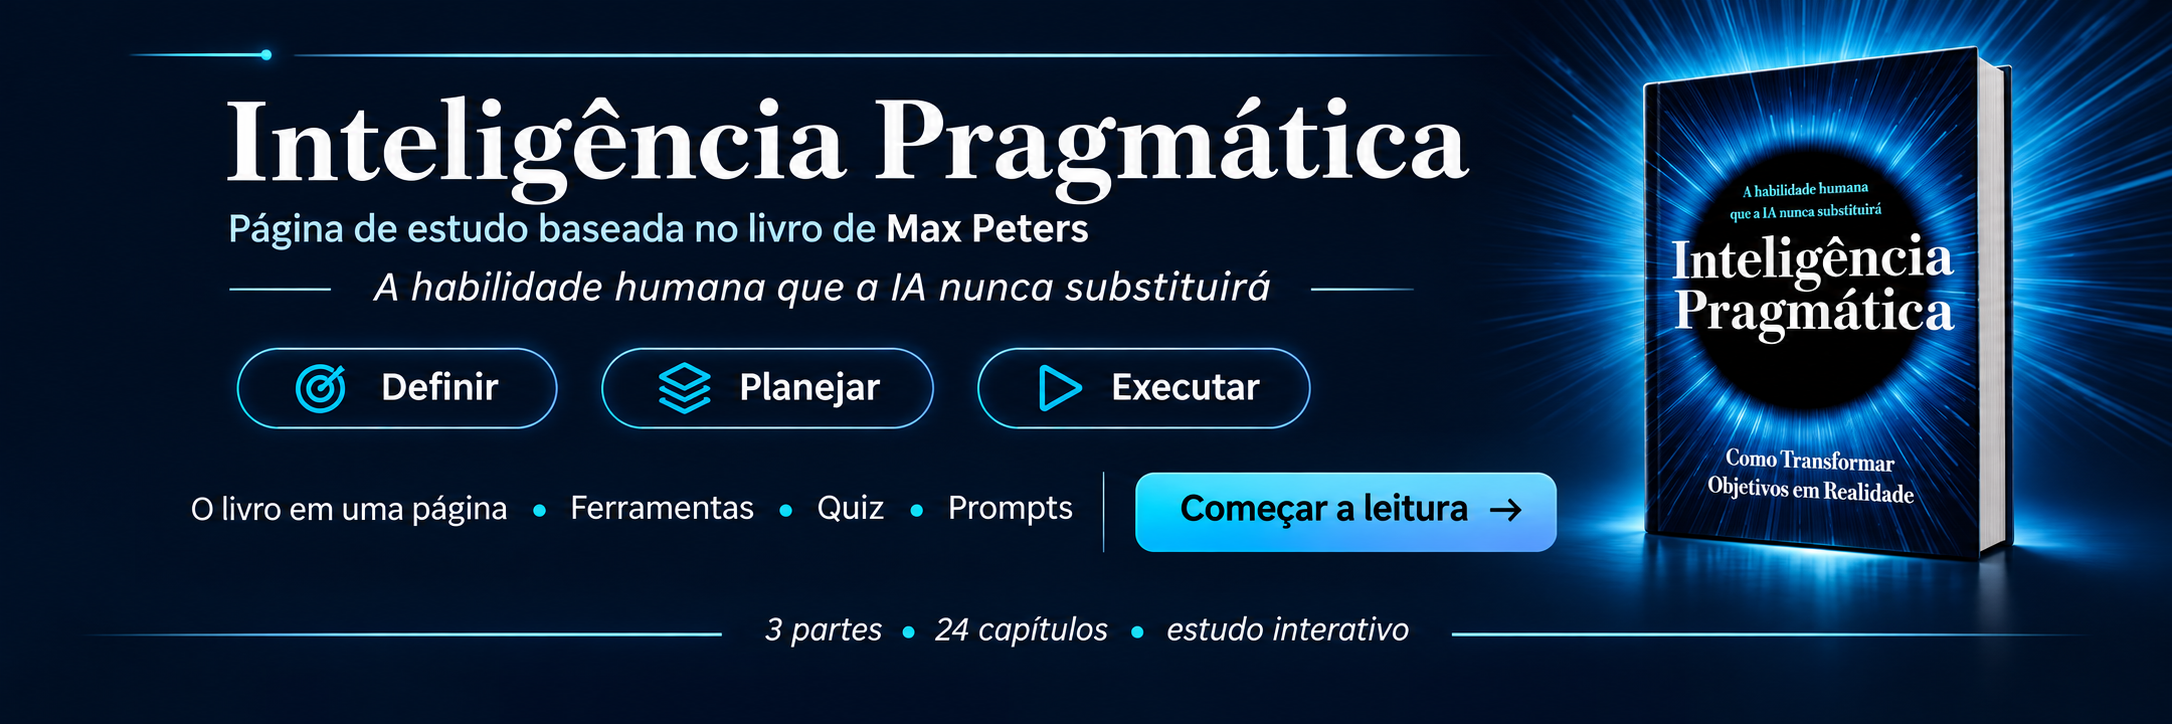 Inteligência Pragmática
Página de estudo baseada no livro de Max Peters
A habilidade humana que a IA nunca substituirá
Definir
Planejar
Executar
O livro em uma página • Ferramentas • Quiz • Prompts
Começar a leitura →
3 partes • 24 capítulos • estudo interativo
A habilidade humana
que a IA nunca substituirá
Inteligência
Pragmática
Como Transformar
Objetivos em Realidade